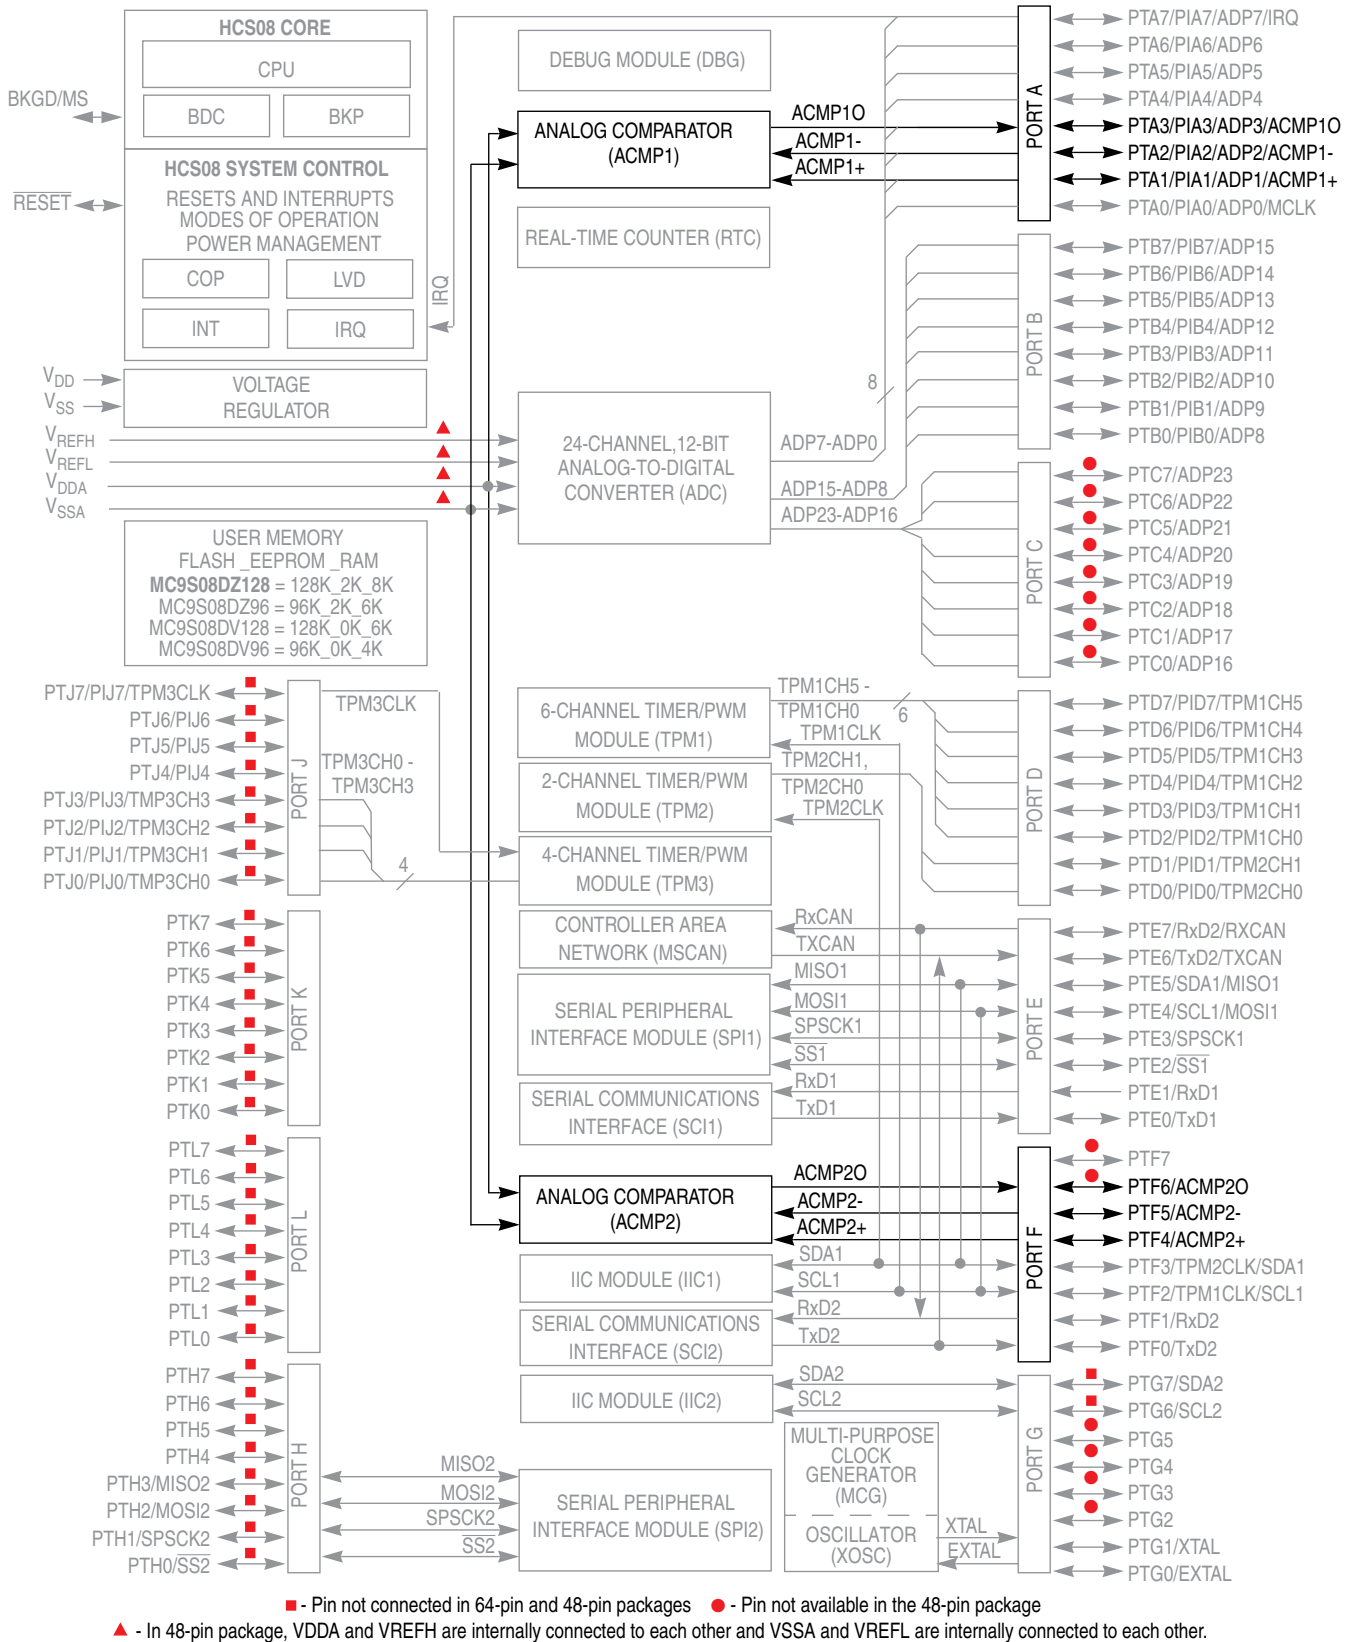 HCS08 CORE
CPU
BDC
BKP
BKGD/MS
HCS08 SYSTEM CONTROL
RESETS AND INTERRUPTS
MODES OF OPERATION
POWER MANAGEMENT
COP
LVD
INT
IRQ
RESET
IRQ
VDD
VSS
VOLTAGE
REGULATOR
VREFH
VREFL
VDDA
VSSA
USER MEMORY
FLASH _EEPROM _RAM
MC9S08DZ128 = 128K_2K_8K
MC9S08DZ96 = 96K_2K_6K
MC9S08DV128 = 128K_0K_6K
MC9S08DV96 = 96K_0K_4K
DEBUG MODULE (DBG)
ANALOG COMPARATOR
(ACMP1)
ACMP1O
ACMP1-
ACMP1+
REAL-TIME COUNTER (RTC)
24-CHANNEL,12-BIT
ANALOG-TO-DIGITAL
CONVERTER (ADC)
8
ADP7-ADP0
ADP15-ADP8
ADP23-ADP16
PORT A
PTA7/PIA7/ADP7/IRQ
PTA6/PIA6/ADP6
PTA5/PIA5/ADP5
PTA4/PIA4/ADP4
PTA3/PIA3/ADP3/ACMP1O
PTA2/PIA2/ADP2/ACMP1-
PTA1/PIA1/ADP1/ACMP1+
PTA0/PIA0/ADP0/MCLK
PORT B
PTB7/PIB7/ADP15
PTB6/PIB6/ADP14
PTB5/PIB5/ADP13
PTB4/PIB4/ADP12
PTB3/PIB3/ADP11
PTB2/PIB2/ADP10
PTB1/PIB1/ADP9
PTB0/PIB0/ADP8
PORT C
PTC7/ADP23
PTC6/ADP22
PTC5/ADP21
PTC4/ADP20
PTC3/ADP19
PTC2/ADP18
PTC1/ADP17
PTC0/ADP16
PTJ7/PIJ7/TPM3CLK
PTJ6/PIJ6
PTJ5/PIJ5
PTJ4/PIJ4
PTJ3/PIJ3/TMP3CH3
PTJ2/PIJ2/TPM3CH2
PTJ1/PIJ1/TPM3CH1
PTJ0/PIJ0/TMP3CH0
PORT J
TPM3CLK
TPM3CH0 -
TPM3CH3
4
6-CHANNEL TIMER/PWM
MODULE (TPM1)
TPM1CH5 -
TPM1CH0
6
TPM1CLK
2-CHANNEL TIMER/PWM
MODULE (TPM2)
TPM2CH1,
TPM2CH0
TPM2CLK
4-CHANNEL TIMER/PWM
MODULE (TPM3)
PORT D
PTD7/PID7/TPM1CH5
PTD6/PID6/TPM1CH4
PTD5/PID5/TPM1CH3
PTD4/PID4/TPM1CH2
PTD3/PID3/TPM1CH1
PTD2/PID2/TPM1CH0
PTD1/PID1/TPM2CH1
PTD0/PID0/TPM2CH0
PTK7
PTK6
PTK5
PTK4
PTK3
PTK2
PTK1
PTK0
PORT K
CONTROLLER AREA
NETWORK (MSCAN)
RxCAN
TXCAN
SERIAL PERIPHERAL
INTERFACE MODULE (SPI1)
MISO1
MOSI1
SPSCK1
SS1
SERIAL COMMUNICATIONS
INTERFACE (SCI1)
RxD1
TxD1
PORT E
PTE7/RxD2/RXCAN
PTE6/TxD2/TXCAN
PTE5/SDA1/MISO1
PTE4/SCL1/MOSI1
PTE3/SPSCK1
PTE2/SS1
PTE1/RxD1
PTE0/TxD1
PTL7
PTL6
PTL5
PTL4
PTL3
PTL2
PTL1
PTL0
PORT L
ANALOG COMPARATOR
(ACMP2)
ACMP2O
ACMP2-
ACMP2+
IIC MODULE (IIC1)
SDA1
SCL1
SERIAL COMMUNICATIONS
INTERFACE (SCI2)
RxD2
TxD2
PORT F
PTF7
PTF6/ACMP2O
PTF5/ACMP2-
PTF4/ACMP2+
PTF3/TPM2CLK/SDA1
PTF2/TPM1CLK/SCL1
PTF1/RxD2
PTF0/TxD2
PTH7
PTH6
PTH5
PTH4
PTH3/MISO2
PTH2/MOSI2
PTH1/SPSCK2
PTH0/SS2
PORT H
MISO2
MOSI2
SPSCK2
SS2
SERIAL PERIPHERAL
INTERFACE MODULE (SPI2)
IIC MODULE (IIC2)
SDA2
SCL2
MULTI-PURPOSE
CLOCK
GENERATOR
(MCG)
OSCILLATOR
(XOSC)
XTAL
EXTAL
PORT G
PTG7/SDA2
PTG6/SCL2
PTG5
PTG4
PTG3
PTG2
PTG1/XTAL
PTG0/EXTAL
- Pin not connected in 64-pin and 48-pin packages
- Pin not available in the 48-pin package
- In 48-pin package, VDDA and VREFH are internally connected to each other and VSSA and VREFL are internally connected to each other.